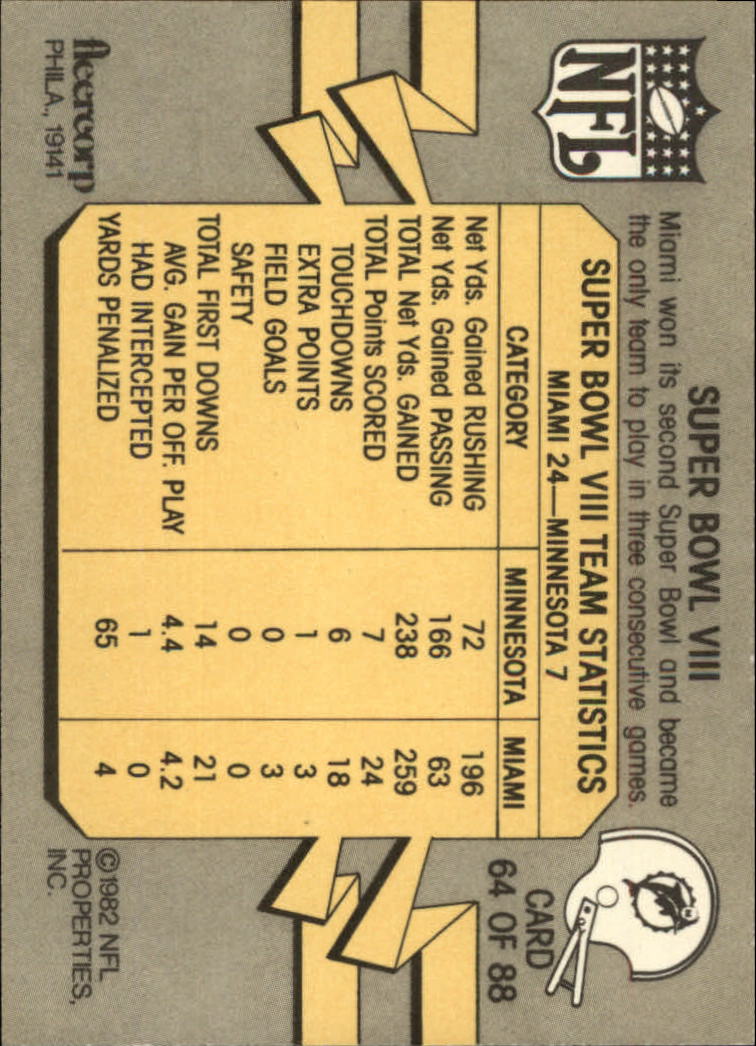 SUPER BOWL VIII
Miami won its second Super Bowl and became
the only team to play in three consecutive games.
NFL
SUPER BOWL VIII TEAM STATISTICS
MIAMI 24—MINNESOTA 7
CATEGORY MINNESOTA MIAMI
Net Yds. Gained RUSHING 72 196
Net Yds. Gained PASSING 166 63
TOTAL Net Yds. GAINED 238 259
TOTAL Points SCORED 7 24
TOUCHDOWNS 6 18
EXTRA POINTS 1 3
FIELD GOALS 0 3
SAFETY 0 0
TOTAL FIRST DOWNS 14 21
AVG. GAIN PER OFF. PLAY 4.4 4.2
HAD INTERCEPTED 1 0
YARDS PENALIZED 65 4
CARD
64 OF 88
fleercorp
PHILA., 19141
©1982 NFL
PROPERTIES,
INC.